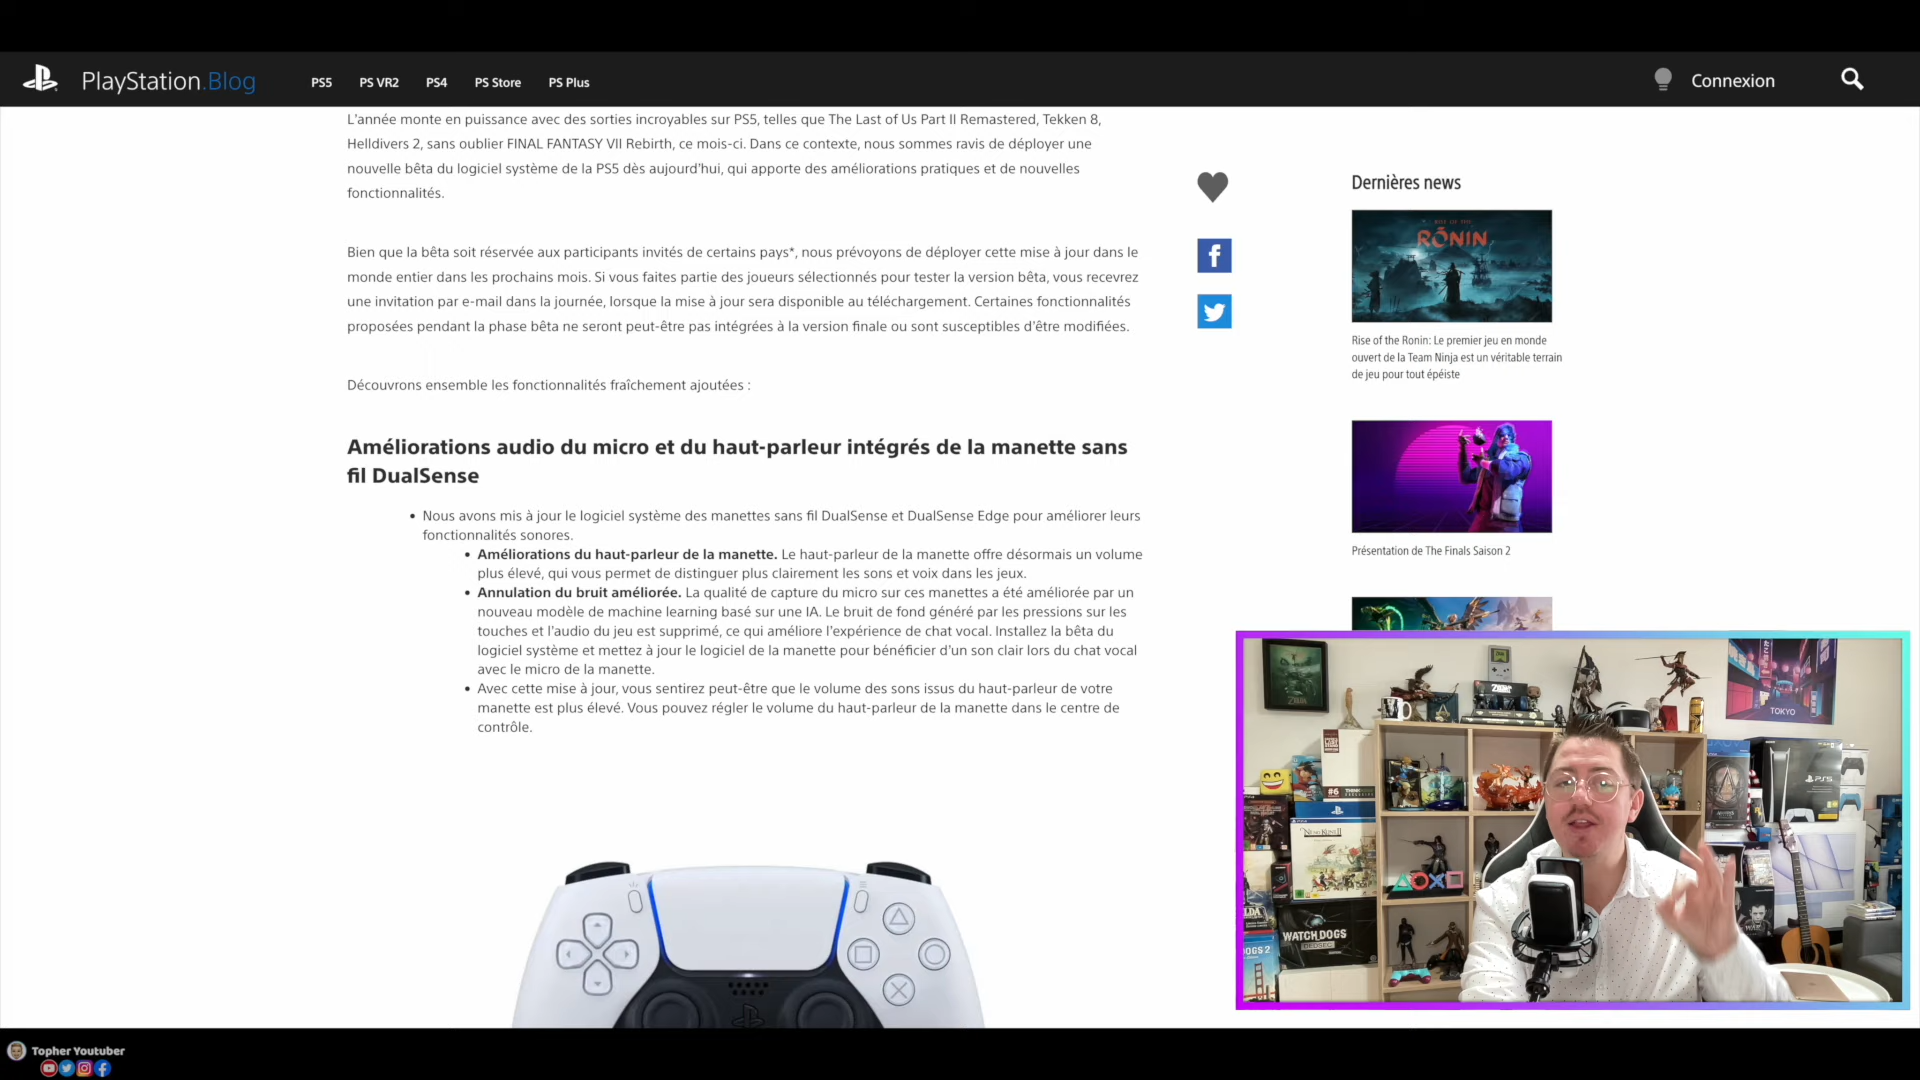 PlayStation.Blog
PS5
PS VR2
PS4
PS Store
PS Plus
Connexion
L'année monte en puissance avec des sorties incroyables sur PS5, telles que The Last of Us Part II Remastered, Tekken 8,
Helldivers 2, sans oublier FINAL FANTASY VII Rebirth, ce mois-ci. Dans ce contexte, nous sommes ravis de déployer une
nouvelle bêta du logiciel système de la PS5 dès aujourd'hui, qui apporte des améliorations pratiques et de nouvelles
fonctionnalités.
Bien que la bêta soit réservée aux participants invités de certains pays*, nous prévoyons de déployer cette mise à jour dans le
monde entier dans les prochains mois. Si vous faites partie des joueurs sélectionnés pour tester la version bêta, vous recevrez
une invitation par e-mail dans la journée, lorsque la mise à jour sera disponible au téléchargement. Certaines fonctionnalités
proposées pendant la phase bêta ne seront peut-être pas intégrées à la version finale ou sont susceptibles d'être modifiées.
Découvrons ensemble les fonctionnalités fraîchement ajoutées :
Améliorations audio du micro et du haut-parleur intégrés de la manette sans
fil DualSense
• Nous avons mis à jour le logiciel système des manettes sans fil DualSense et DualSense Edge pour améliorer leurs
fonctionnalités sonores.
• Améliorations du haut-parleur de la manette. Le haut-parleur de la manette offre désormais un volume
plus élevé, qui vous permet de distinguer plus clairement les sons et voix dans les jeux.
• Annulation du bruit améliorée. La qualité de capture du micro sur ces manettes a été améliorée par un
nouveau modèle de machine learning basé sur une IA. Le bruit de fond généré par les pressions sur les
touches et l'audio du jeu est supprimé, ce qui améliore l'expérience de chat vocal. Installez la bêta du
logiciel système et mettez à jour le logiciel de la manette pour bénéficier d'un son clair lors du chat vocal
avec le micro de la manette.
• Avec cette mise à jour, vous sentirez peut-être que le volume des sons issus du haut-parleur de votre
manette est plus élevé. Vous pouvez régler le volume du haut-parleur de la manette dans le centre de
contrôle.
Dernières news
RISE OF THE
RŌNIN
Rise of the Ronin: Le premier jeu en monde
ouvert de la Team Ninja est un véritable terrain
de jeu pour tout épéiste
Présentation de The Finals Saison 2
ZELDA
TOKYO
PS5
#6
NI NO KUNI II
WATCH DOGS
DEDSEC
Topher Youtuber